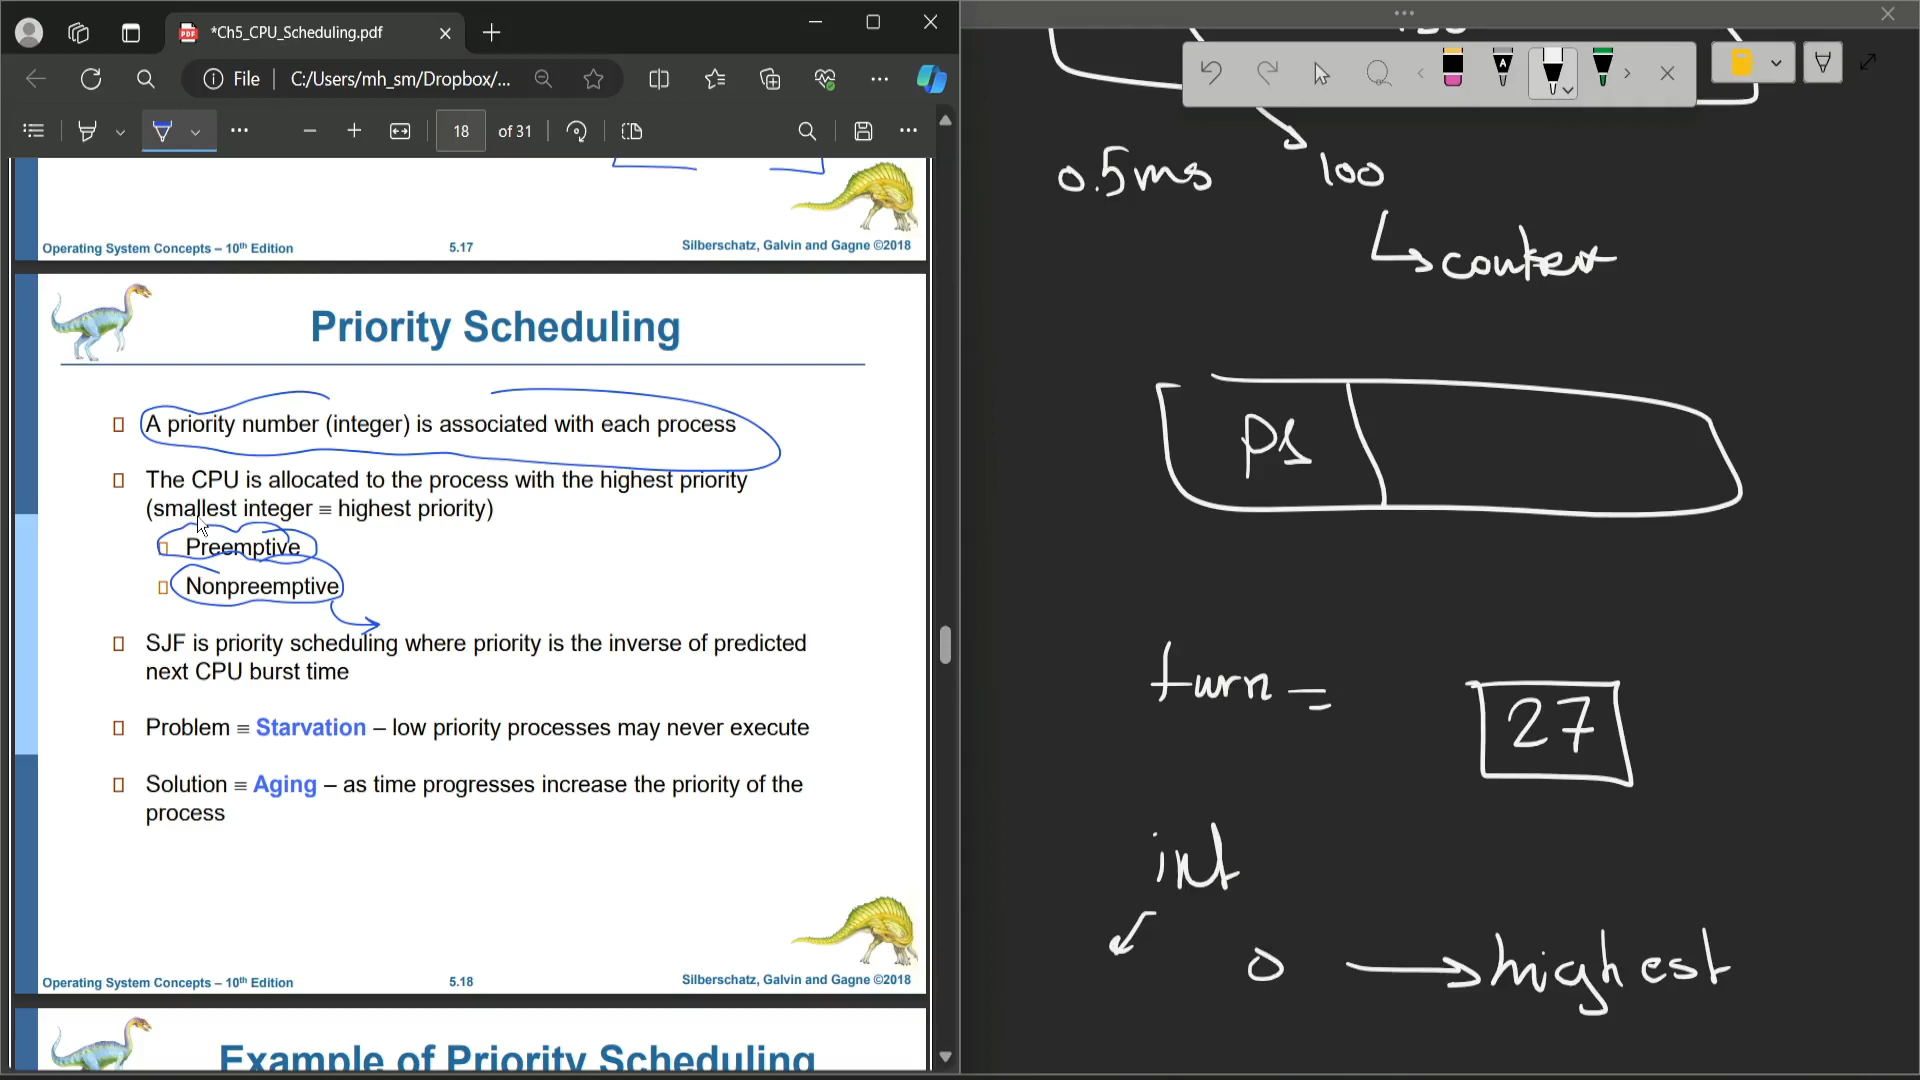 *Ch5_CPU_Scheduling.pdf
File
C:/Users/mh_sm/Dropbox/...
18 of 31
Operating System Concepts – 10th Edition
5.17
Silberschatz, Galvin and Gagne ©2018
Priority Scheduling
A priority number (integer) is associated with each process
The CPU is allocated to the process with the highest priority
(smallest integer ≡ highest priority)
Preemptive
Nonpreemptive
SJF is priority scheduling where priority is the inverse of predicted
next CPU burst time
Problem ≡ Starvation – low priority processes may never execute
Solution ≡ Aging – as time progresses increase the priority of the
process
Operating System Concepts – 10th Edition
5.18
Silberschatz, Galvin and Gagne ©2018
Example of Priority Scheduling
0.5ms
100
context
turn =
27
int
0
highest